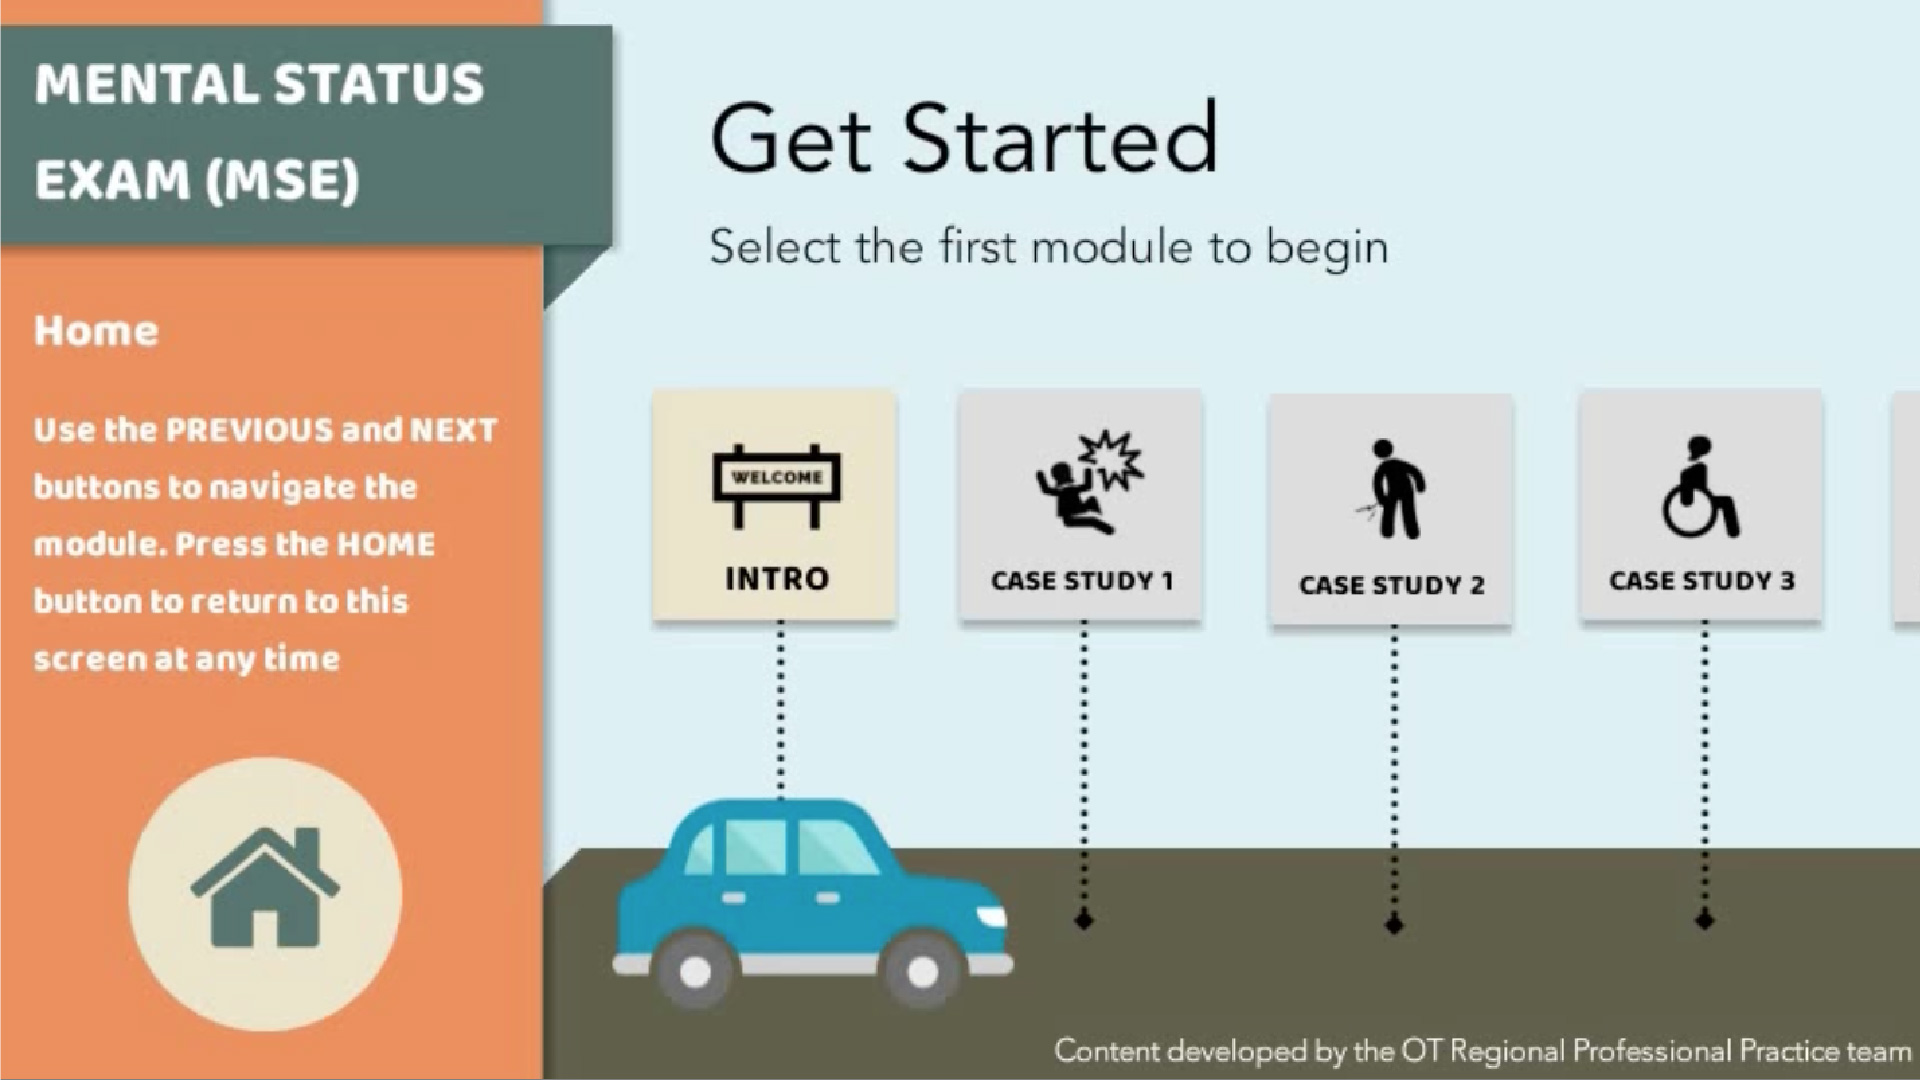 MENTAL STATUS
EXAM (MSE)
Home
Use the PREVIOUS and NEXT
buttons to navigate the
module. Press the HOME
button to return to this
screen at any time
Get Started
Select the first module to begin
WELCOME
INTRO
CASE STUDY 1
CASE STUDY 2
CASE STUDY 3
Content developed by the OT Regional Professional Practice team